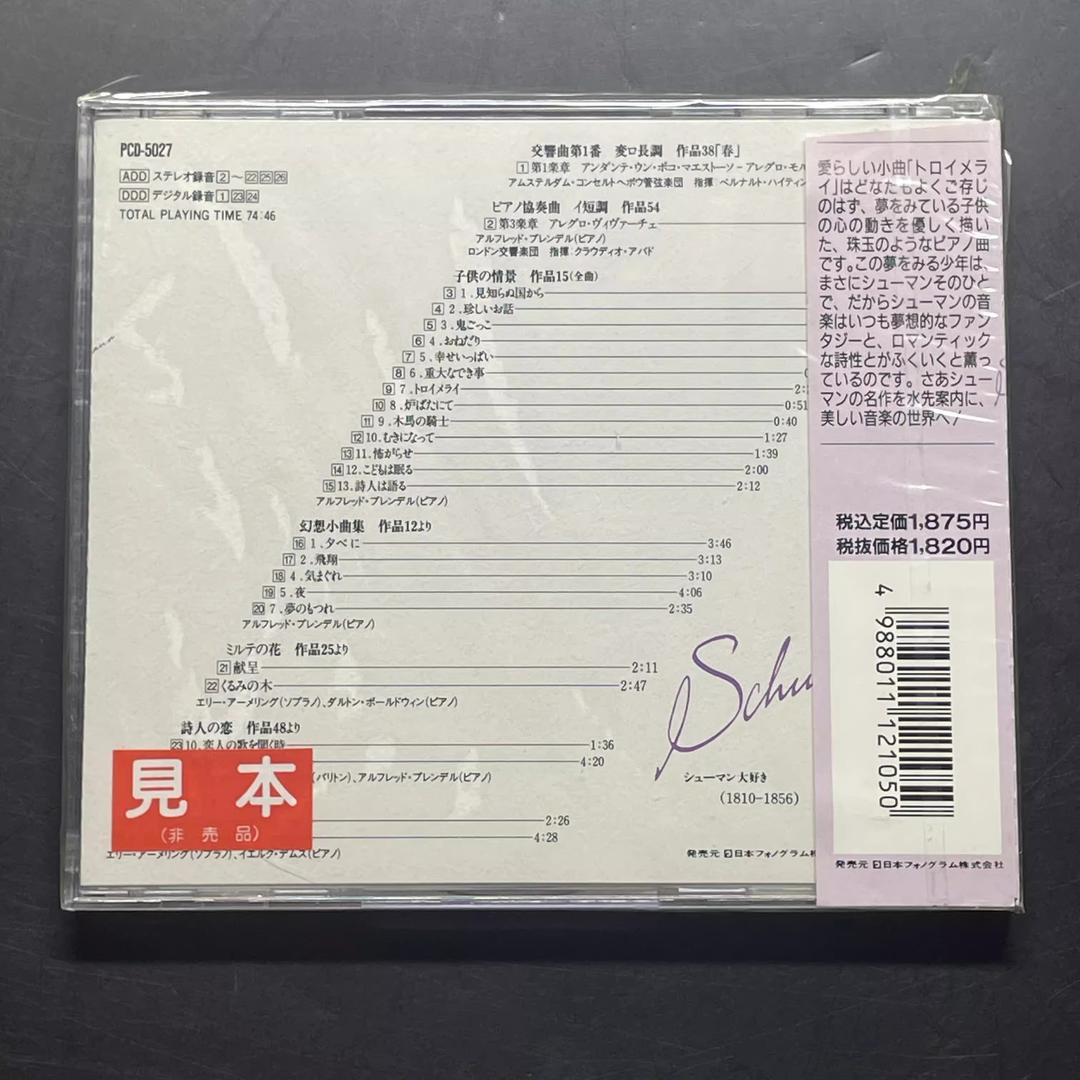 PCD-5027
ADD ステレオ録音 2 ～ 22 25 26
DDD デジタル録音 1 23 24
TOTAL PLAYING TIME 74:46
交響曲第1番 変ロ長調 作品38「春」
1 第1楽章 アンダンテ・ウン・ポコ・マエストーソ－アレグロ・モル
アムステルダム・コンセルトヘボウ管弦楽団 指揮 ベルナルト・ハイティン
ピアノ協奏曲 イ短調 作品54
2 第3楽章 アレグロ・ヴィヴァーチェ
アルフレッド・ブレンデル(ピアノ)
ロンドン交響楽団 指揮:クラウディオ・アバド
子供の情景 作品15(全曲)
3 1.見知らぬ国から
4 2.珍しいお話
5 3.鬼ごっこ
6 4.おねだり
7 5.幸せいっぱい
8 6.重大なでき事
9 7.トロイメライ 2:
10 8.炉ばたにて 0:51
11 9.木馬の騎士 0:40
12 10.むきになって 1:27
13 11.怖がらせ 1:39
14 12.こどもは眠る 2:00
15 13.詩人は語る 2:12
アルフレッド・ブレンデル(ピアノ)
幻想小曲集 作品12より
16 1.夕べに 3:46
17 2.飛翔 3:13
18 4.気まぐれ 3:10
19 5.夜 4:06
20 7.夢のもつれ 2:35
アルフレッド・ブレンデル(ピアノ)
ミルテの花 作品25より
21 献呈 2:11
22 くるみの木 2:47
エリー・アーメリング(ソプラノ)、ダルトン・ボールドウィン(ピアノ)
詩人の恋 作品48より
23 10.恋人の歌を聞く時 1:36
4:20
(バリトン)、アルフレッド・ブレンデル(ピアノ)
2:26
4:28
エリー・アーメリング(ソプラノ)、イエルク・デムス(ピアノ)
見本
(非売品)
Schu
シューマン大好き
(1810-1856)
発売元 日本フォノグラム株
愛らしい小曲「トロイメラ
イ」はどなたもよくご存じ
のはず、夢をみている子供
の心の動きを優しく描い
た、珠玉のようなピアノ曲
です。この夢をみる少年は、
まさにシューマンそのひと
で、だからシューマンの音
楽はいつも夢想的なファン
タジーと、ロマンティック
な詩性とがふくいくと薫っ
ているのです。さあシュー
マンの名作を水先案内に、
美しい音楽の世界へ！
税込定価1,875円
税抜価格1,820円
4 988011 121050
発売元 日本フォノグラム株式会社